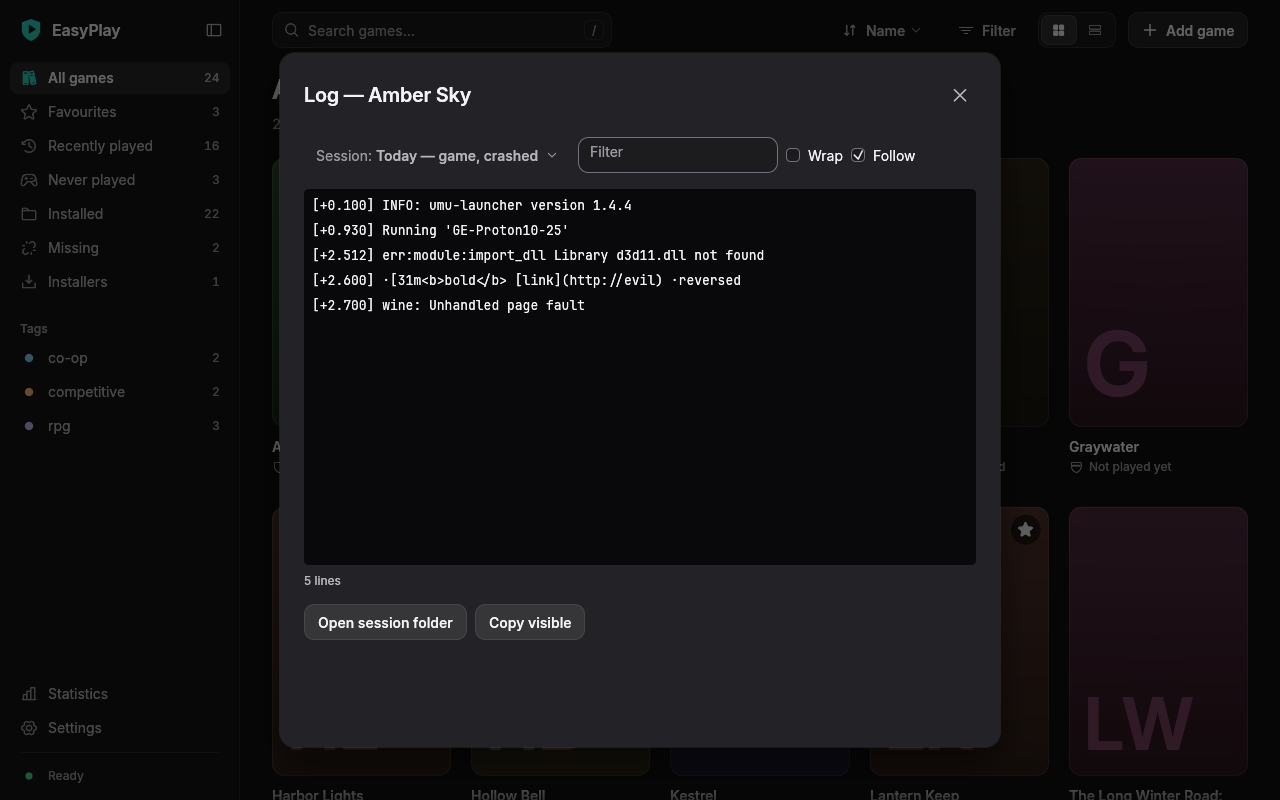 EasyPlay
Search games... /
Name
Filter
Add game
All games 24
Favourites 3
Recently played 16
Never played 3
Installed 22
Missing 2
Installers 1
Tags
co-op 2
competitive 2
rpg 3
Statistics
Settings
Ready
Log — Amber Sky
Session: Today — game, crashed
Filter
Wrap
Follow
[+0.100] INFO: umu-launcher version 1.4.4
[+0.930] Running 'GE-Proton10-25'
[+2.512] err:module:import_dll Library d3d11.dll not found
[+2.600] ·[31m<b>bold</b> [link](http://evil) ·reversed
[+2.700] wine: Unhandled page fault
5 lines
Open session folder
Copy visible
G
Graywater
Not played yet
LW
Harbor Lights
Hollow Bell
Kestrel
Lantern Keep
The Long Winter Road: